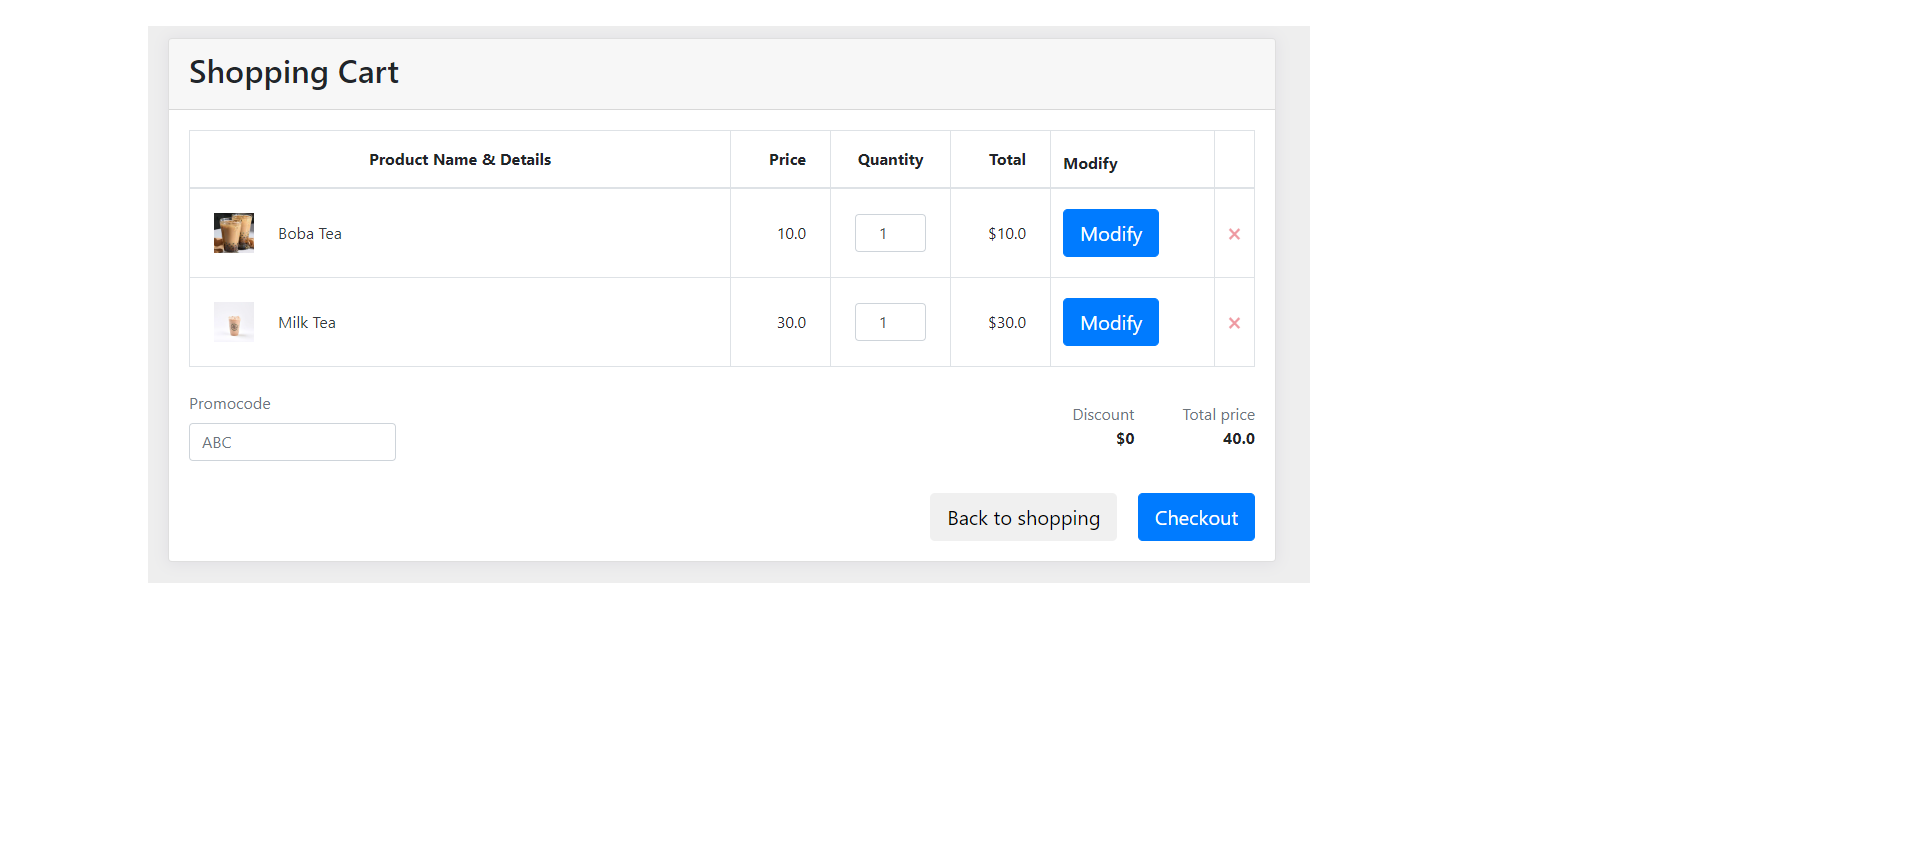 Shopping Cart
Product Name & Details Price Quantity Total Modify
Boba Tea 10.0 1 $10.0 Modify ×
Milk Tea 30.0 1 $30.0 Modify ×
Promocode
ABC
Discount Total price
$0 40.0
Back to shopping Checkout